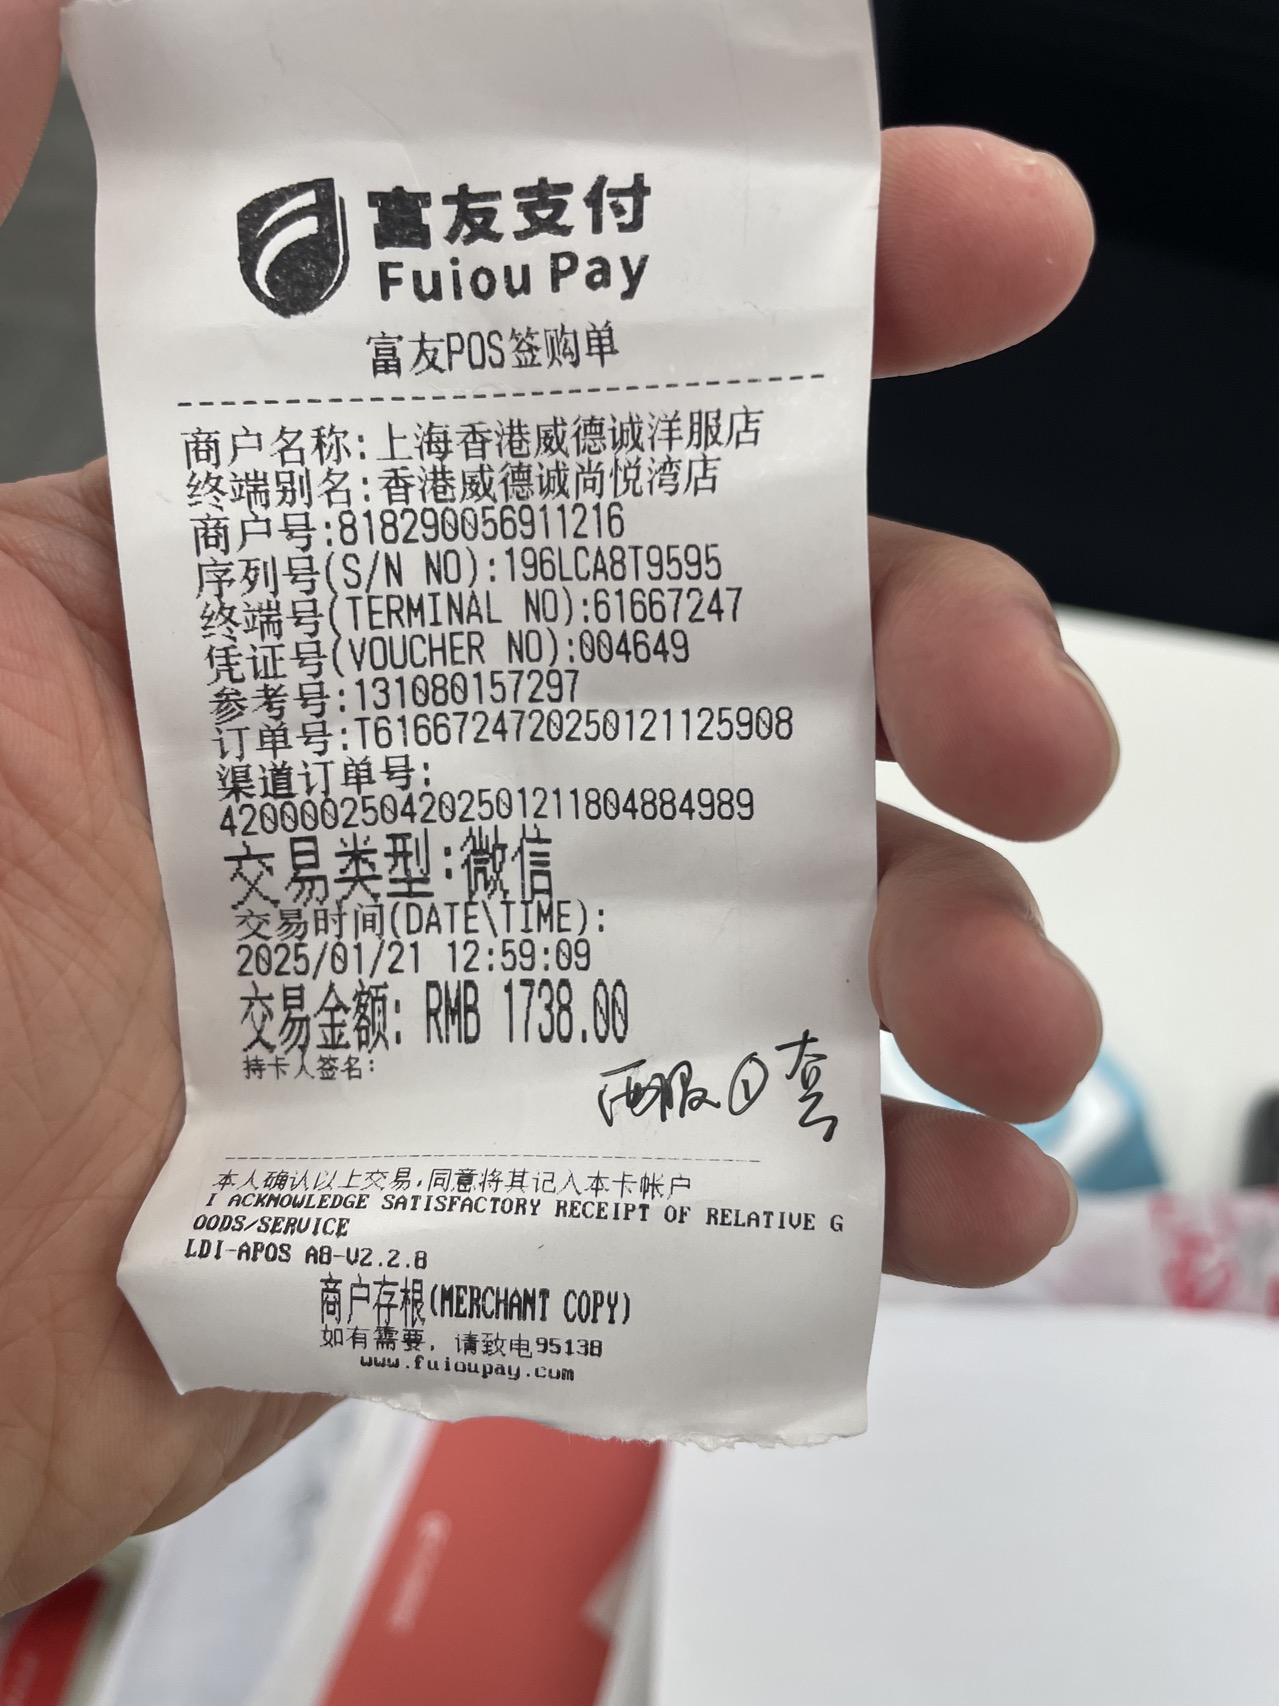 富友支付
Fuiou Pay
富友POS签购单
商户名称:上海香港威德诚洋服店
终端别名:香港威德诚尚悦湾店
商户号:818290056911216
序列号(S/N NO):196LCA8T9595
终端号(TERMINAL NO):61667247
凭证号(VOUCHER NO):004649
参考号:131080157297
订单号:T6166724720250121125908
渠道订单号:
4200002504202501211804884989
交易类型:微信
交易时间(DATE\TIME):
2025/01/21 12:59:09
交易金额: RMB 1738.00
持卡人签名:
西服①套
本人确认以上交易,同意将其记入本卡帐户
I ACKNOWLEDGE SATISFACTORY RECEIPT OF RELATIVE G
OODS/SERVICE
LDI-APOS A8-V2.2.8
商户存根(MERCHANT COPY)
如有需要, 请致电95138
www.fuioupay.com